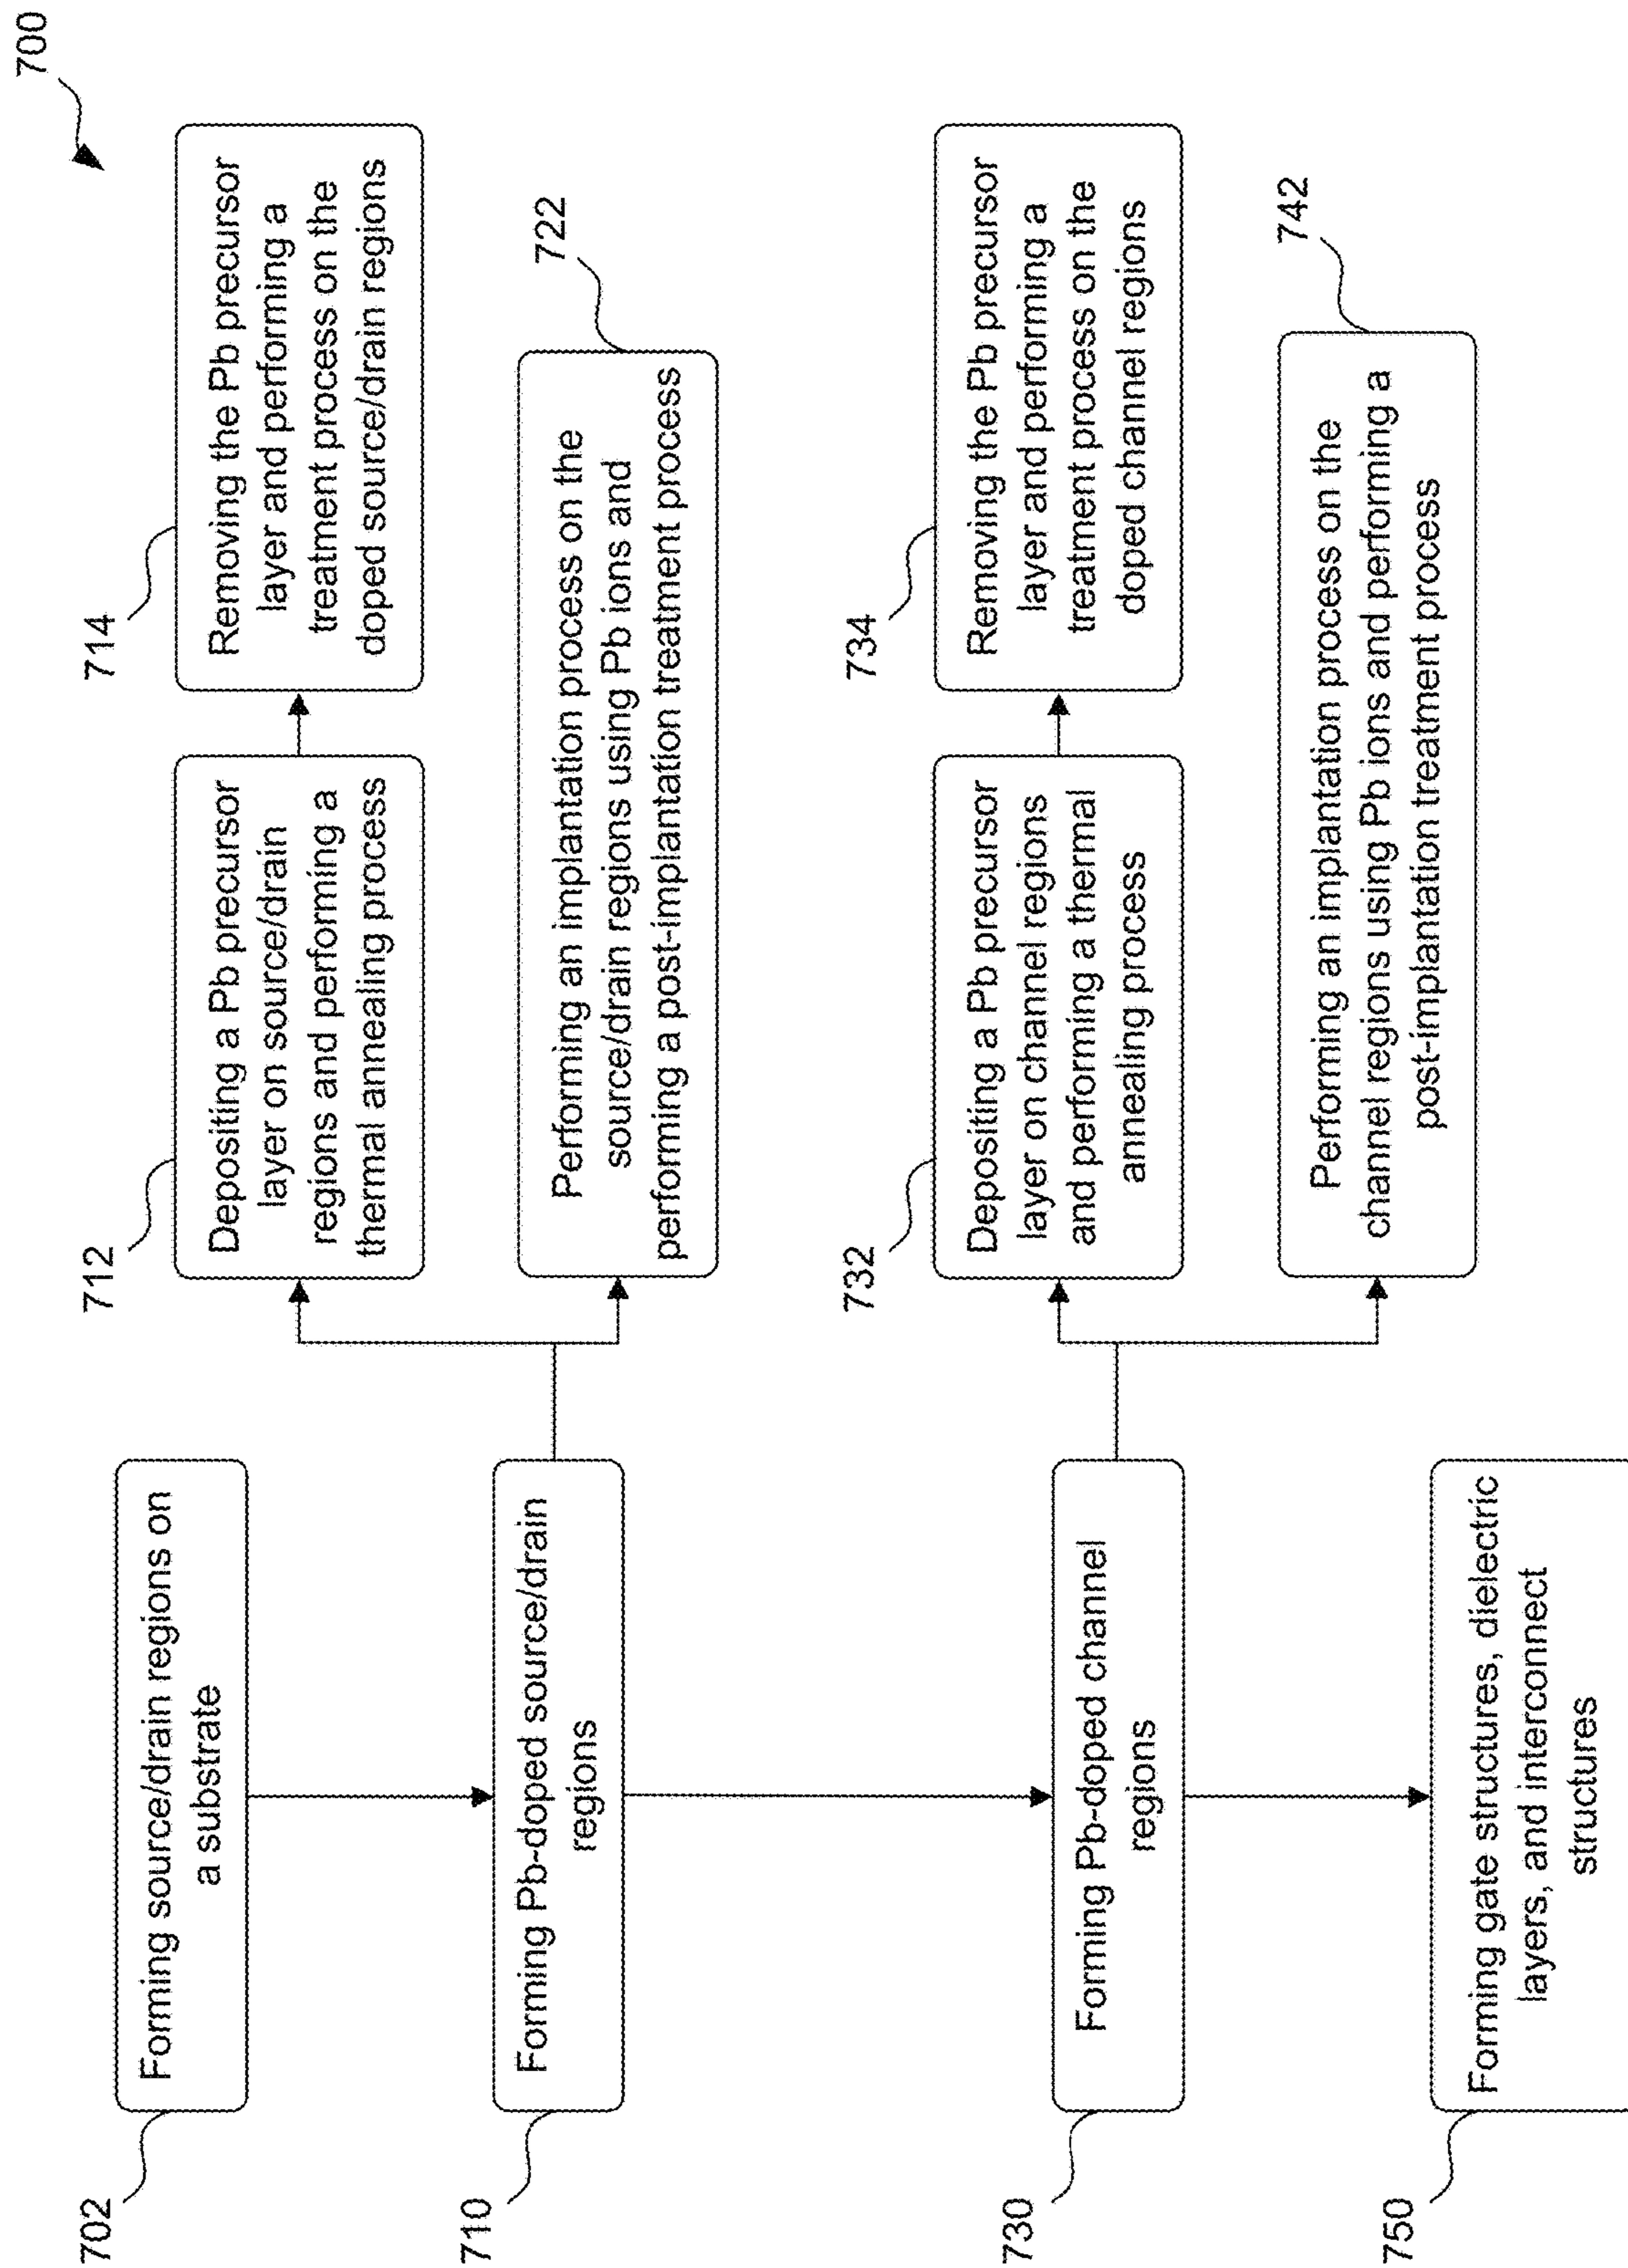 700
702
Forming source/drain regions on
a substrate
710
Forming Pb-doped source/drain
regions
712
Depositing a Pb precursor
layer on source/drain
regions and performing a
thermal annealing process
714
Removing the Pb precursor
layer and performing a
treatment process on the
doped source/drain regions
722
Performing an implantation process on the
source/drain regions using Pb ions and
performing a post-implantation treatment process
730
Forming Pb-doped channel
regions
732
Depositing a Pb precursor
layer on channel regions
and performing a thermal
annealing process
734
Removing the Pb precursor
layer and performing a
treatment process on the
doped channel regions
742
Performing an implantation process on the
channel regions using Pb ions and performing a
post-implantation treatment process
750
Forming gate structures, dielectric
layers, and interconnect
structures